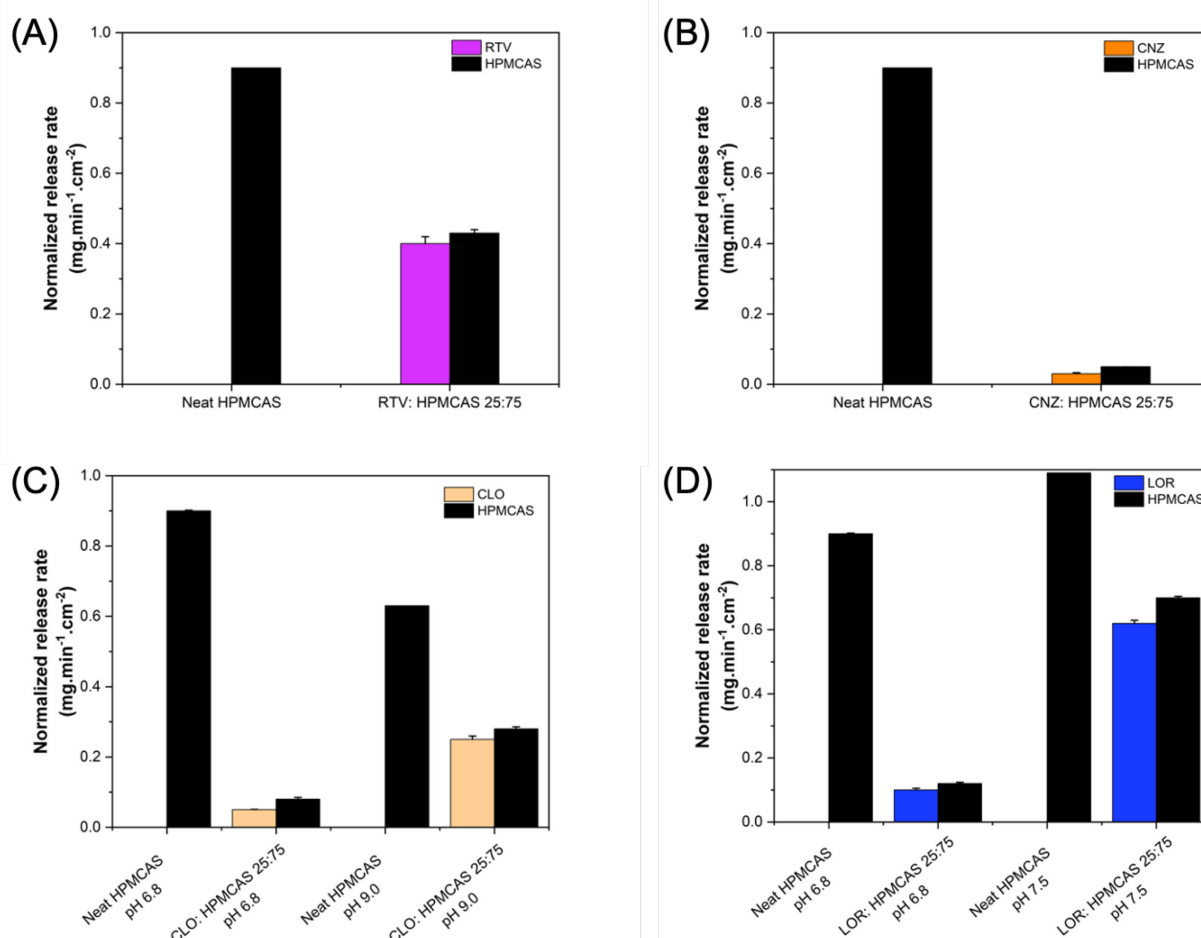 (A)
1.0
0.8
0.6
0.4
0.2
0.0
Normalized release rate
(mg.min⁻¹.cm⁻²)
RTV
HPMCAS
Neat HPMCAS
RTV: HPMCAS 25:75
(B)
1.0
0.8
0.6
0.4
0.2
0.0
Normalized release rate
(mg.min⁻¹.cm⁻²)
CNZ
HPMCAS
Neat HPMCAS
CNZ: HPMCAS 25:75
(C)
1.0
0.8
0.6
0.4
0.2
0.0
Normalized release rate
(mg.min⁻¹.cm⁻²)
CLO
HPMCAS
Neat HPMCAS
pH 6.8
CLO: HPMCAS 25:75
pH 6.8
Neat HPMCAS
pH 9.0
CLO: HPMCAS 25:75
pH 9.0
(D)
1.0
0.8
0.6
0.4
0.2
0.0
Normalized release rate
(mg.min⁻¹.cm⁻²)
LOR
HPMCAS
Neat HPMCAS
pH 6.8
LOR: HPMCAS 25:75
pH 6.8
Neat HPMCAS
pH 7.5
LOR: HPMCAS 25:75
pH 7.5